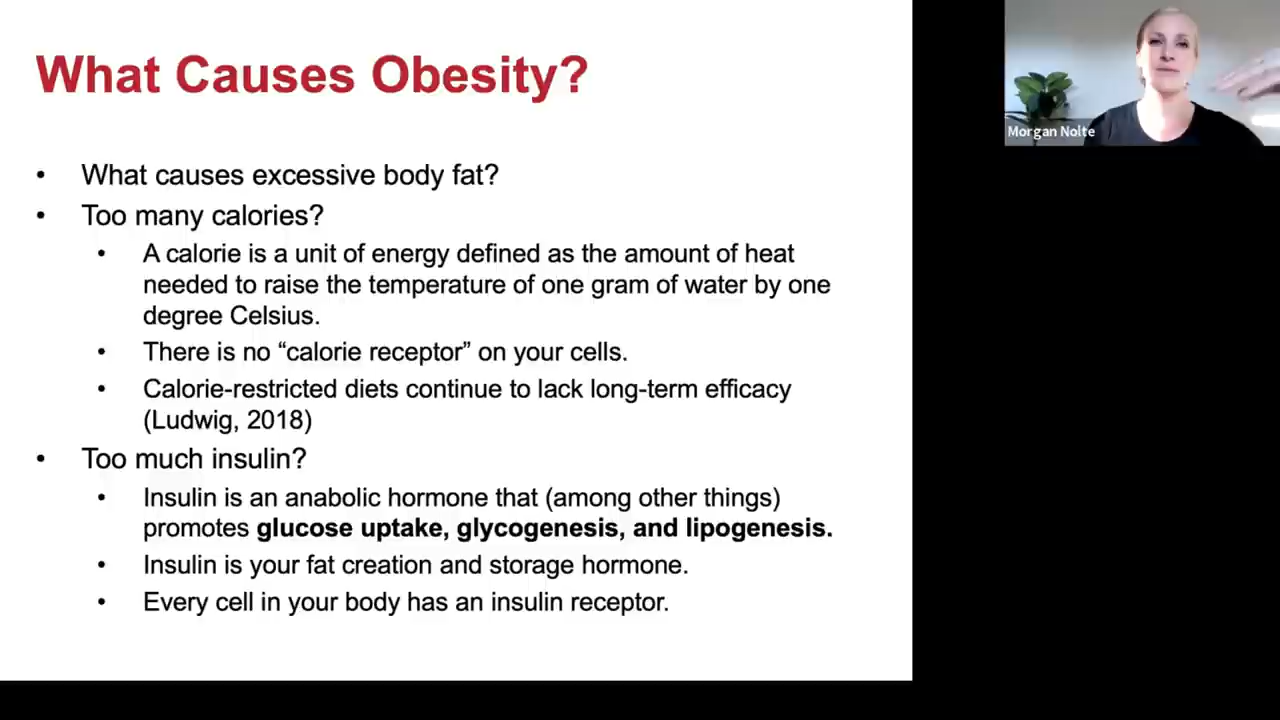 What Causes Obesity?
• What causes excessive body fat?
• Too many calories?
• A calorie is a unit of energy defined as the amount of heat
needed to raise the temperature of one gram of water by one
degree Celsius.
• There is no “calorie receptor” on your cells.
• Calorie-restricted diets continue to lack long-term efficacy
(Ludwig, 2018)
• Too much insulin?
• Insulin is an anabolic hormone that (among other things)
promotes glucose uptake, glycogenesis, and lipogenesis.
• Insulin is your fat creation and storage hormone.
• Every cell in your body has an insulin receptor.
Morgan Nolte